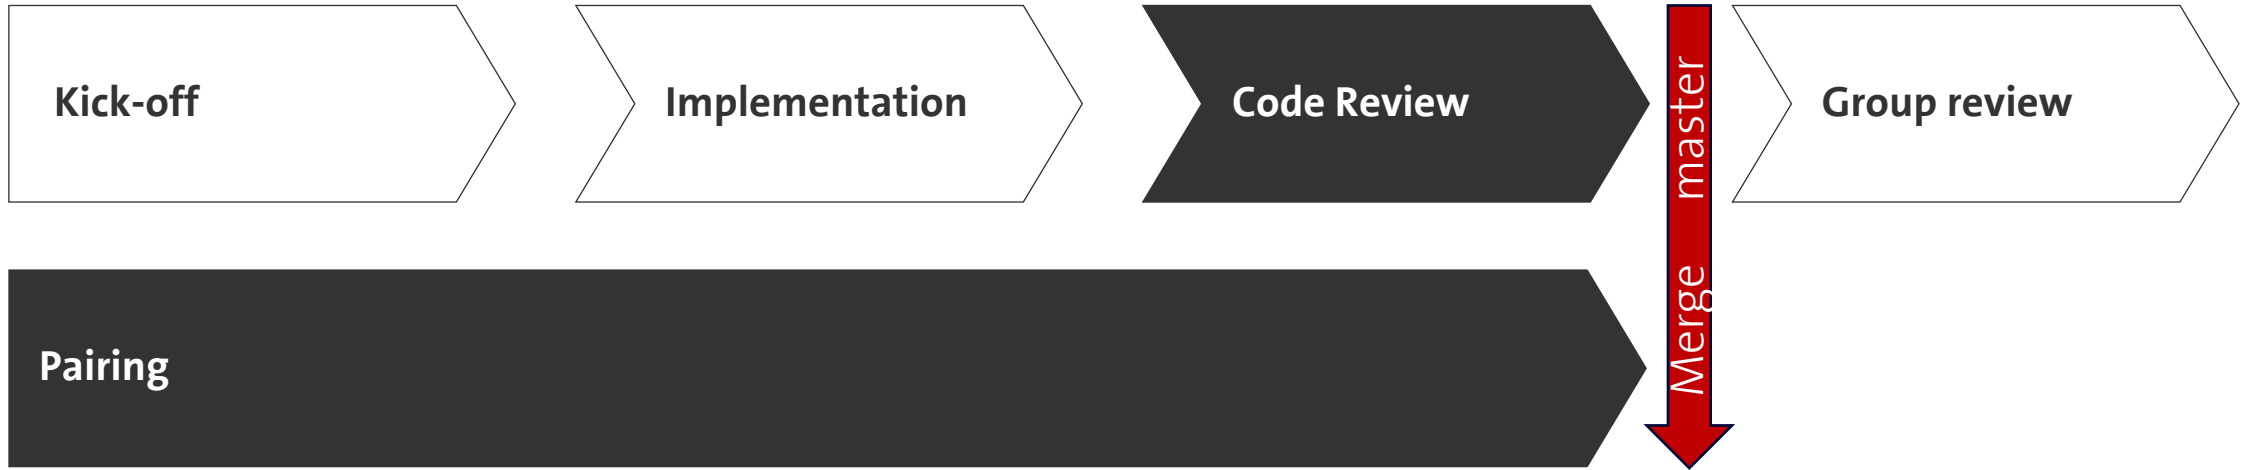 Kick-off
Implementation
Code Review
Merge master
Group review
Pairing